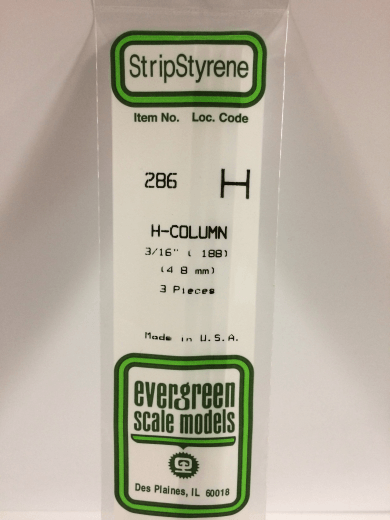 StripStyrene
Item No. Loc. Code
286 H
H-COLUMN
3/16" ( 188)
(4 8 mm)
3 Pieces
Made in U.S.A.
evergreen
scale models
Des Plaines, IL 60018